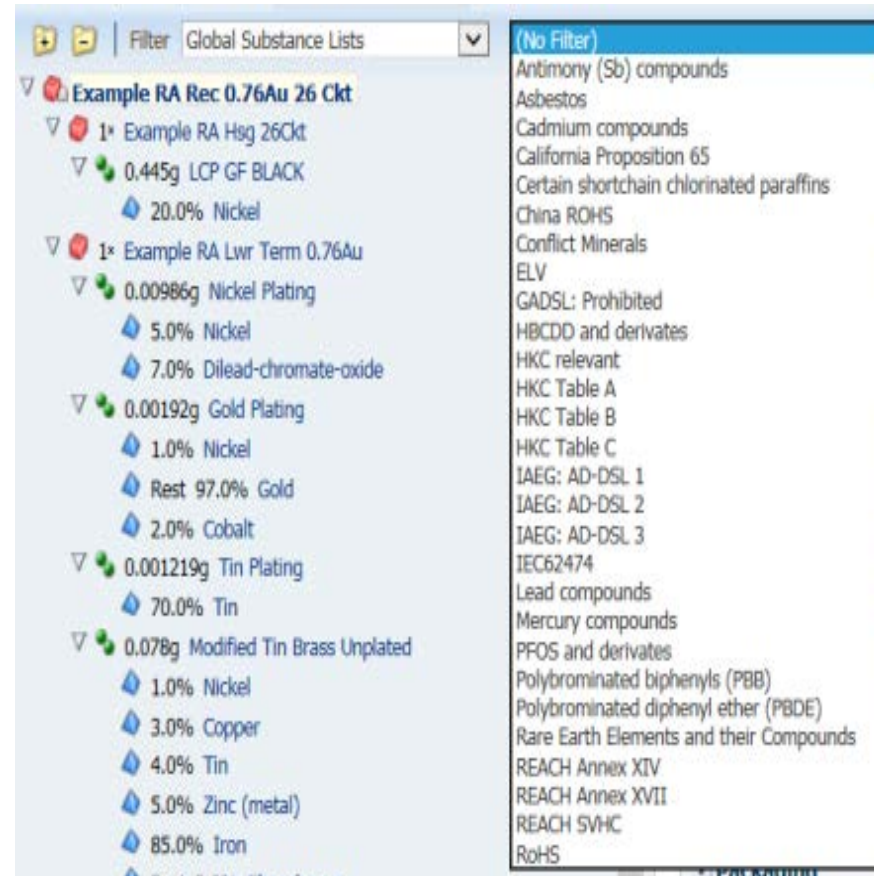 Filter Global Substance Lists
Example RA Rec 0.76Au 26 Ckt
1x Example RA Hsg 26Ckt
0.445g LCP GF BLACK
20.0% Nickel
1x Example RA Lwr Term 0.76Au
0.00986g Nickel Plating
5.0% Nickel
7.0% Dilead-chromate-oxide
0.00192g Gold Plating
1.0% Nickel
Rest 97.0% Gold
2.0% Cobalt
0.001219g Tin Plating
70.0% Tin
0.078g Modified Tin Brass Unplated
1.0% Nickel
3.0% Copper
4.0% Tin
5.0% Zinc (metal)
85.0% Iron
(No Filter)
Antimony (Sb) compounds
Asbestos
Cadmium compounds
California Proposition 65
Certain shortchain chlorinated paraffins
China ROHS
Conflict Minerals
ELV
GADSL: Prohibited
HBCDD and derivates
HKC relevant
HKC Table A
HKC Table B
HKC Table C
IAEG: AD-DSL 1
IAEG: AD-DSL 2
IAEG: AD-DSL 3
IEC62474
Lead compounds
Mercury compounds
PFOS and derivates
Polybrominated biphenyls (PBB)
Polybrominated diphenyl ether (PBDE)
Rare Earth Elements and their Compounds
REACH Annex XIV
REACH Annex XVII
REACH SVHC
RoHS